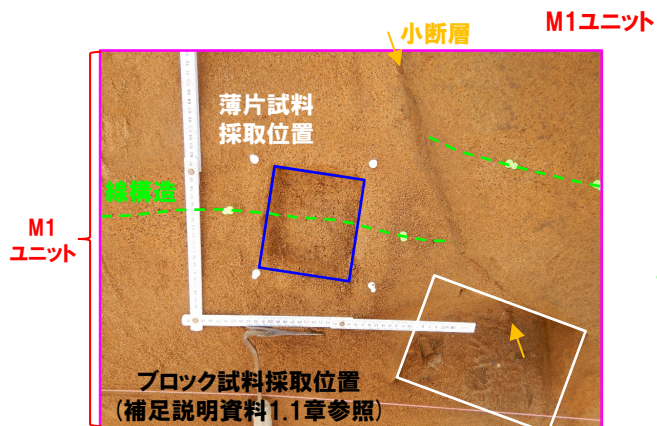 M1ユニット
小断層
薄片試料
採取位置
線構造
M1
ユニット
ブロック試料採取位置
(補足説明資料1.1章参照)